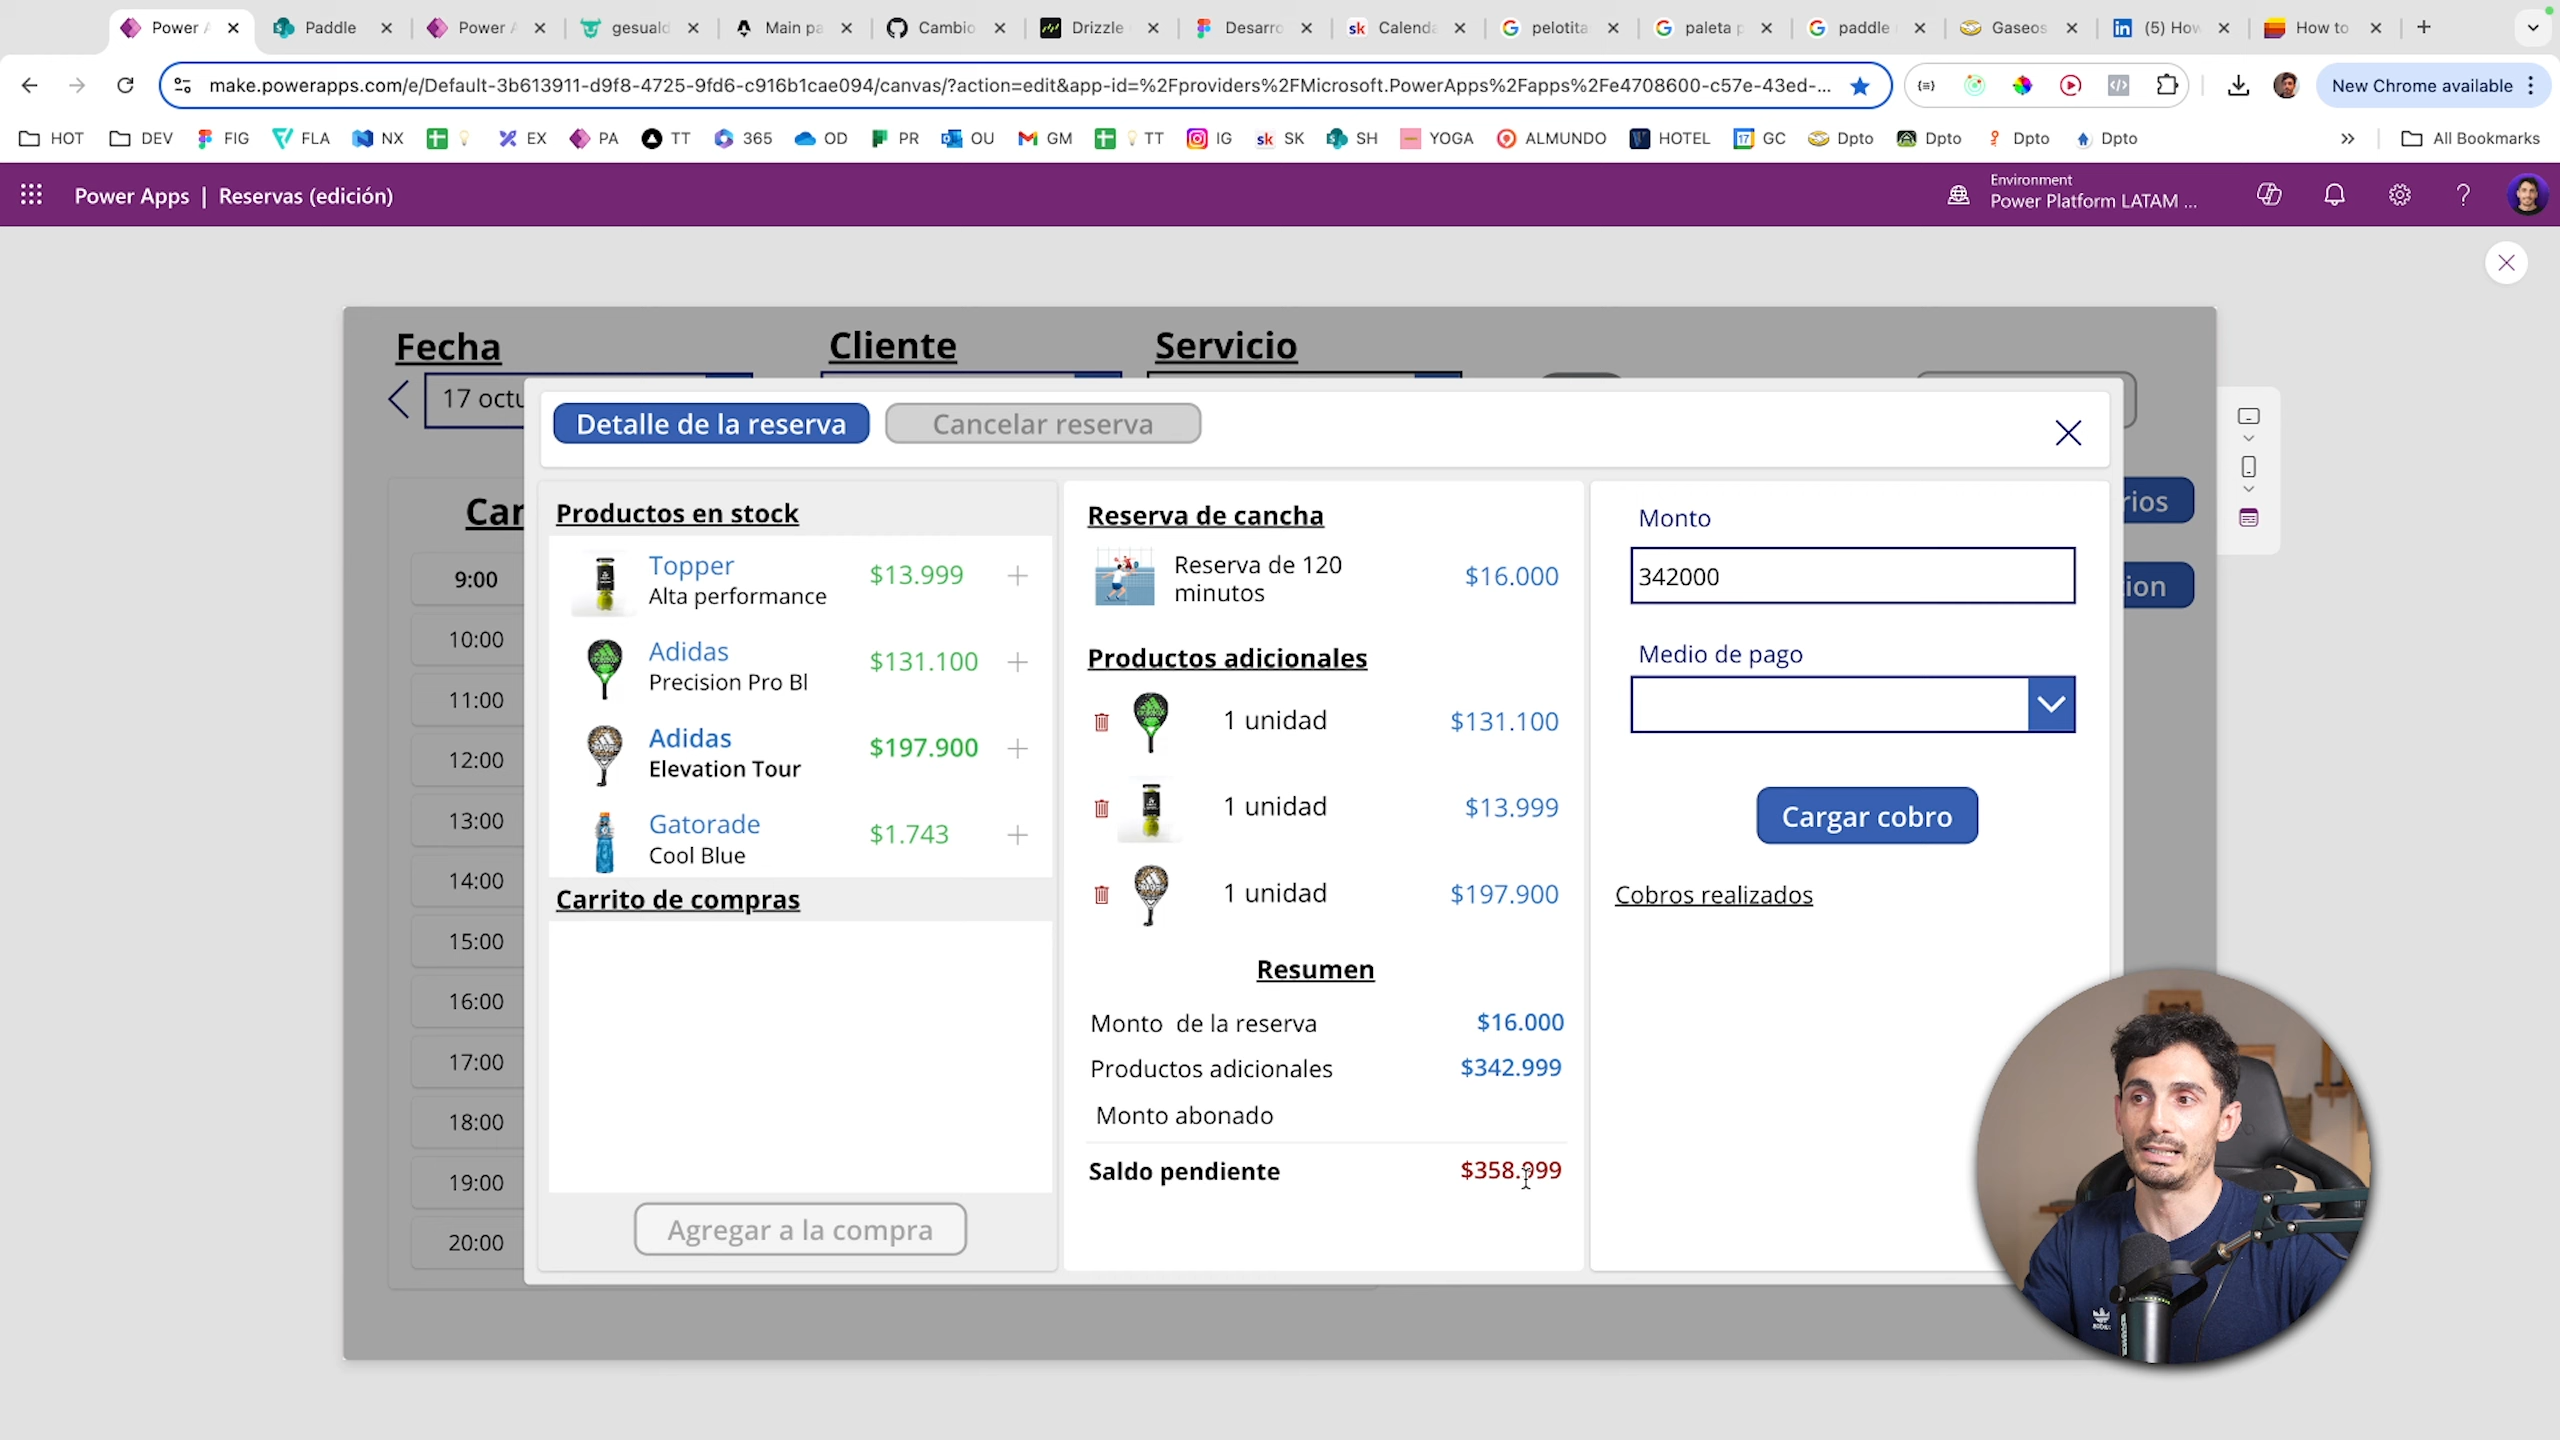 Power A
Paddle
Power A
gesuald
Main pa
Cambio
Drizzle
Desarro
Calenda
pelotita
paleta p
paddle
Gaseos
(5) How
How to
make.powerapps.com/e/Default-3b613911-d9f8-4725-9fd6-c916b1cae094/canvas/?action=edit&app-id=%2Fproviders%2FMicrosoft.PowerApps%2Fapps%2Fe4708600-c57e-43ed-...
New Chrome available
HOT
DEV
FIG
FLA
NX
EX
PA
TT
365
OD
PR
OU
GM
TT
IG
SK
SH
YOGA
ALMUNDO
HOTEL
GC
Dpto
Dpto
Dpto
Dpto
All Bookmarks
Power Apps | Reservas (edición)
Environment
Power Platform LATAM ...
Fecha
Cliente
Servicio
17 octu
Detalle de la reserva
Cancelar reserva
Can
9:00
10:00
11:00
12:00
13:00
14:00
15:00
16:00
17:00
18:00
19:00
20:00
Productos en stock
Topper
Alta performance
$13.999
Adidas
Precision Pro Bl
$131.100
Adidas
Elevation Tour
$197.900
Gatorade
Cool Blue
$1.743
Carrito de compras
Agregar a la compra
Reserva de cancha
Reserva de 120
minutos
$16.000
Productos adicionales
1 unidad
$131.100
1 unidad
$13.999
1 unidad
$197.900
Resumen
Monto de la reserva
$16.000
Productos adicionales
$342.999
Monto abonado
Saldo pendiente
$358.999
Monto
342000
Medio de pago
Cargar cobro
Cobros realizados
rios
ion